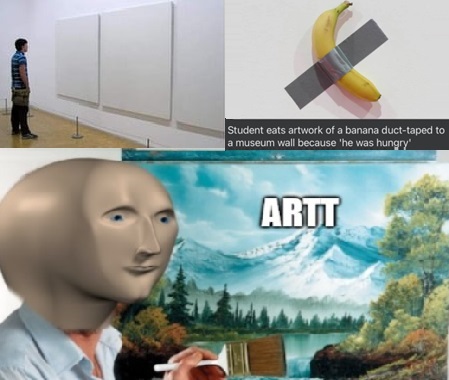 Student eats artwork of a banana duct-taped to
a museum wall because 'he was hungry'
ARTT